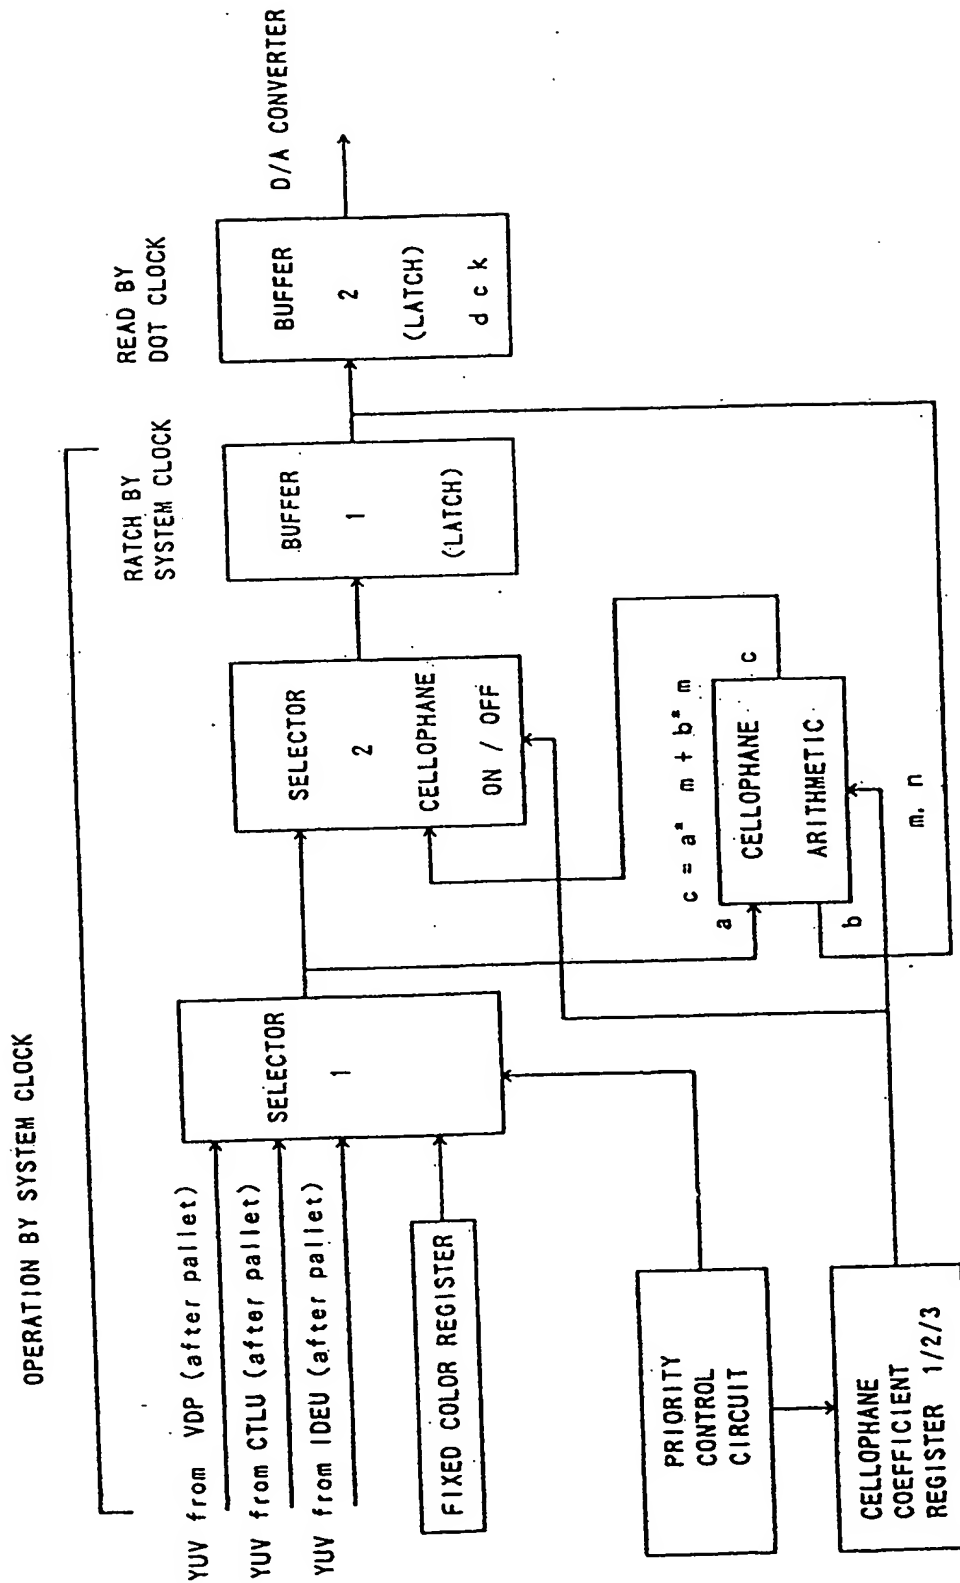 OPERATION BY SYSTEM CLOCK
RATCH BY
SYSTEM CLOCK
READ BY
DOT CLOCK
YUV from VDP (after pallet)
YUV from CTLU (after pallet)
YUV from IDEU (after pallet)
FIXED COLOR REGISTER
SELECTOR
1
SELECTOR
2
CELLOPHANE
ON / OFF
BUFFER
1
(LATCH)
BUFFER
2
(LATCH)
d c k
D/A CONVERTER
PRIORITY
CONTROL
CIRCUIT
CELLOPHANE
COEFFICIENT
REGISTER 1/2/3
c = a* m + b* m
a
c
CELLOPHANE
ARITHMETIC
b
m. n